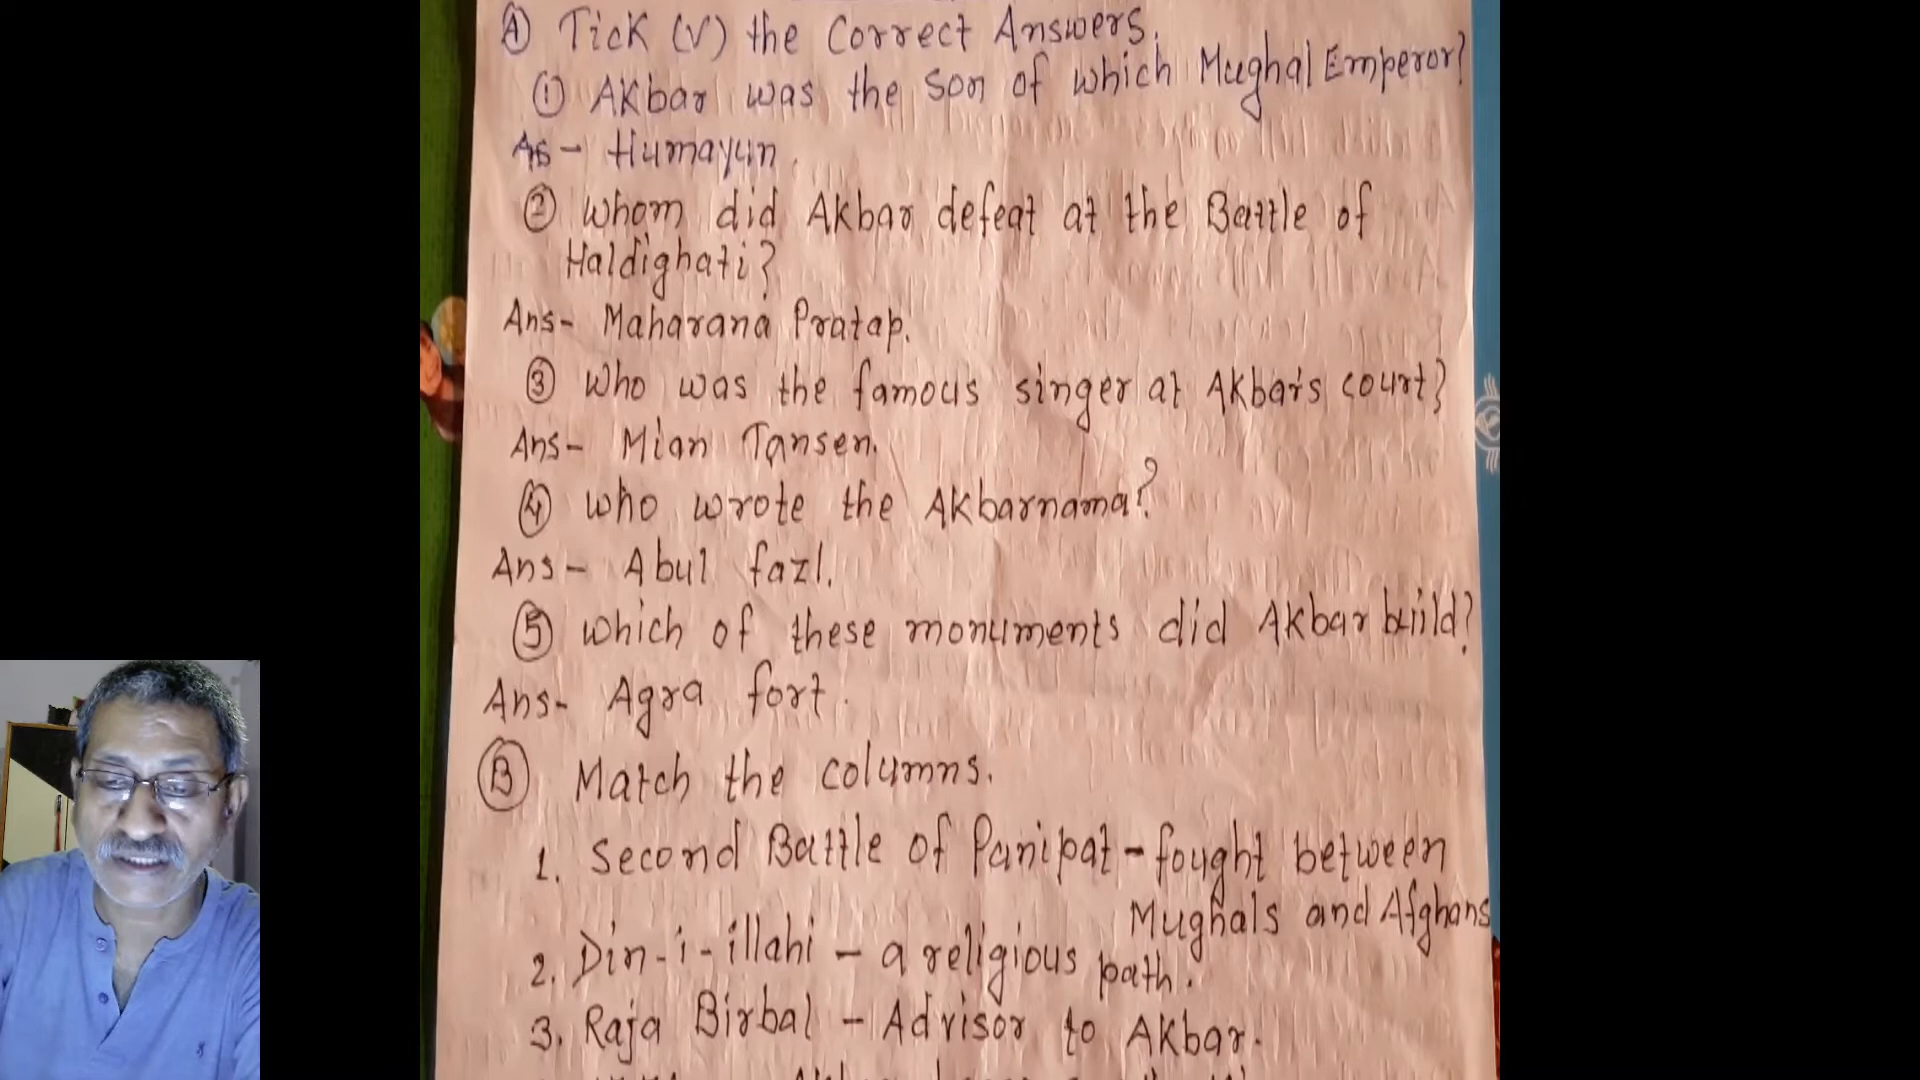 A Tick (√) the Correct Answers.
1 Akbar was the son of which Mughal Emperor?
As - Humayun.
2 Whom did Akbar defeat at the Battle of
Haldighati?
Ans- Maharana Pratap.
3 Who was the famous singer at Akbar's court?
Ans- Mian Tansen.
4 Who wrote the Akbarnama?
Ans- Abul fazl.
5 Which of these monuments did Akbar build?
Ans- Agra fort.
B Match the columns.
1. Second Battle of Panipat - fought between
Mughals and Afghans
2. Din-i-illahi - a religious path.
3. Raja Birbal - Advisor to Akbar.